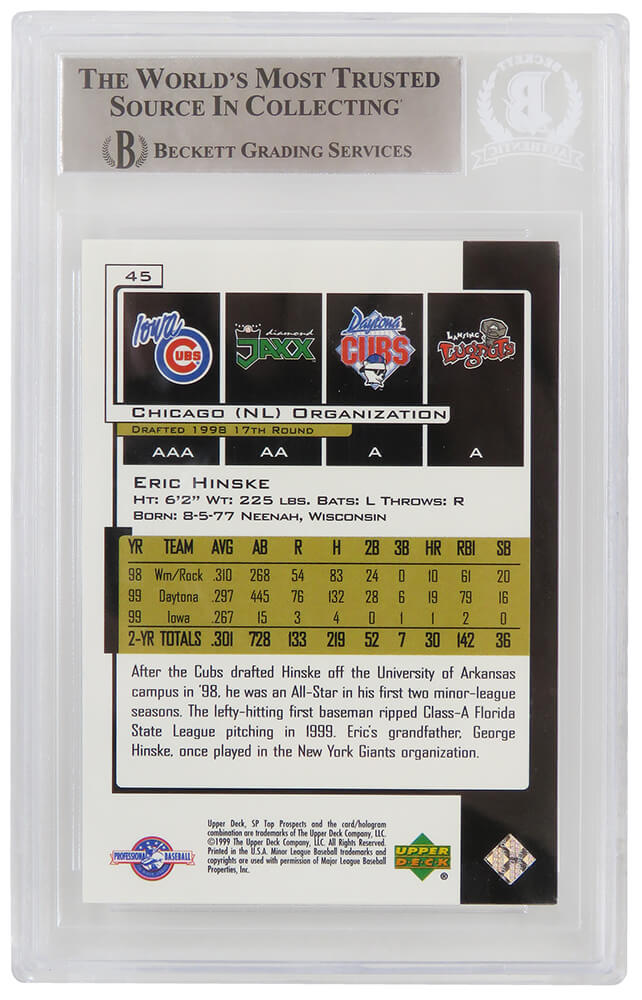 THE WORLD'S MOST TRUSTED
SOURCE IN COLLECTING
B BECKETT GRADING SERVICES
BECKETT
B
AUTHENTIC
45
Iowa CUBS
diamond JAXX
Daytona CUBS
LANSING Lugnuts
CHICAGO (NL) ORGANIZATION
DRAFTED 1998 17TH ROUND
AAA AA A A
ERIC HINSKE
HT: 6'2" WT: 225 LBS. BATS: L THROWS: R
BORN: 8-5-77 NEENAH, WISCONSIN
YR TEAM AVG AB R H 2B 3B HR RBI SB
98 Wm/Rock .310 268 54 83 24 0 10 61 20
99 Daytona .297 445 76 132 28 6 19 79 16
99 Iowa .267 15 3 4 0 1 1 2 0
2-YR TOTALS .301 728 133 219 52 7 30 142 36
After the Cubs drafted Hinske off the University of Arkansas
campus in '98, he was an All-Star in his first two minor-league
seasons. The lefty-hitting first baseman ripped Class-A Florida
State League pitching in 1999. Eric's grandfather, George
Hinske, once played in the New York Giants organization.
PROFESSIONAL BASEBALL
Upper Deck, SP Top Prospects and the card/hologram
combination are trademarks of The Upper Deck Company, LLC.
©1999 The Upper Deck Company, LLC. All Rights Reserved.
Printed in the U.S.A. Minor League Baseball trademarks and
copyrights are used with permission of Major League Baseball
Properties, Inc.
UPPER
DECK
®